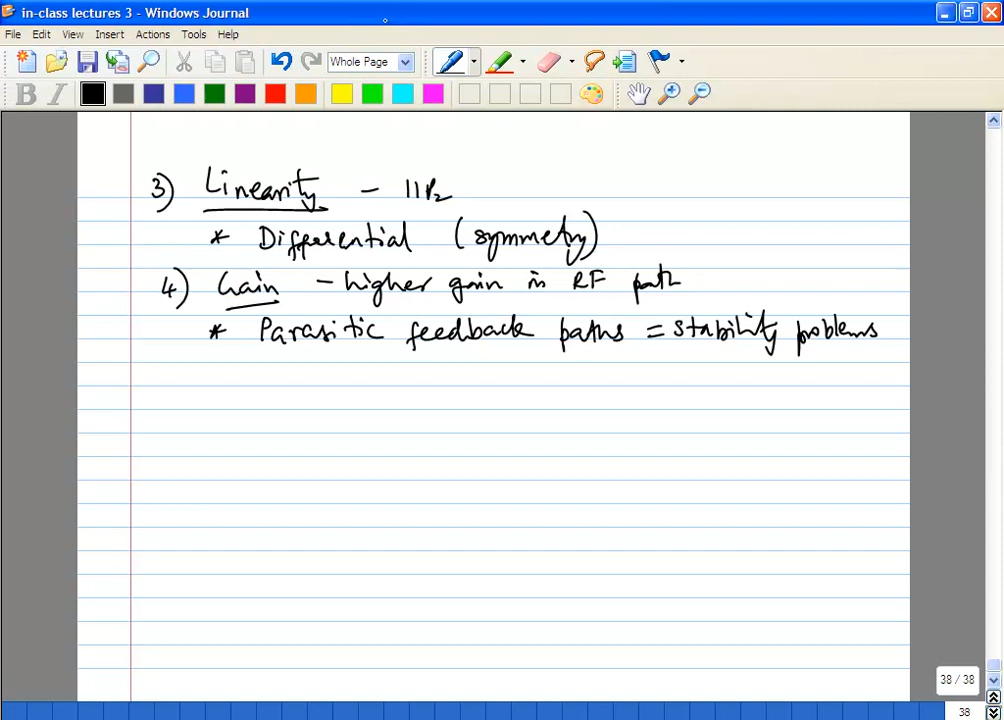 in-class lectures 3 - Windows Journal
File Edit View Insert Actions Tools Help
Whole Page
B I
3) Linearity - IIP2
* Differential (symmetry)
4) Gain - higher gain in RF path
* Parasitic feedback paths = stability problems
38 / 38
38